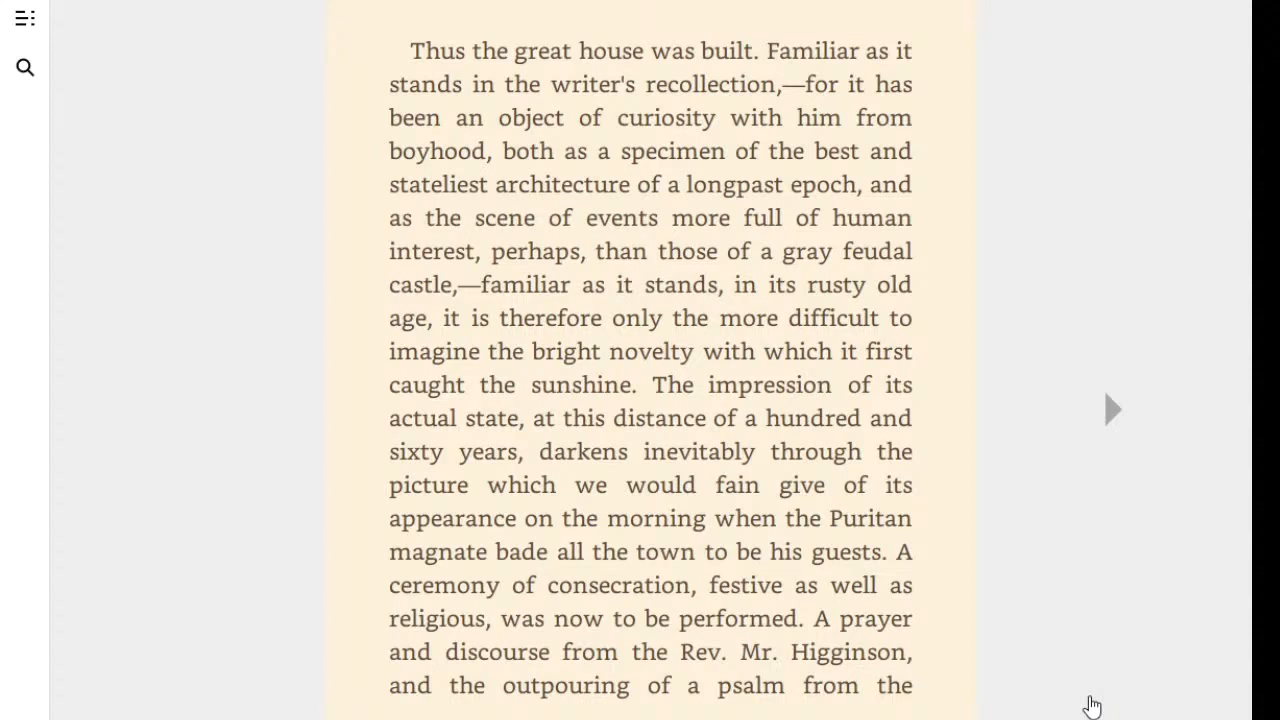 Thus the great house was built. Familiar as it
stands in the writer's recollection,—for it has
been an object of curiosity with him from
boyhood, both as a specimen of the best and
stateliest architecture of a longpast epoch, and
as the scene of events more full of human
interest, perhaps, than those of a gray feudal
castle,—familiar as it stands, in its rusty old
age, it is therefore only the more difficult to
imagine the bright novelty with which it first
caught the sunshine. The impression of its
actual state, at this distance of a hundred and
sixty years, darkens inevitably through the
picture which we would fain give of its
appearance on the morning when the Puritan
magnate bade all the town to be his guests. A
ceremony of consecration, festive as well as
religious, was now to be performed. A prayer
and discourse from the Rev. Mr. Higginson,
and the outpouring of a psalm from the